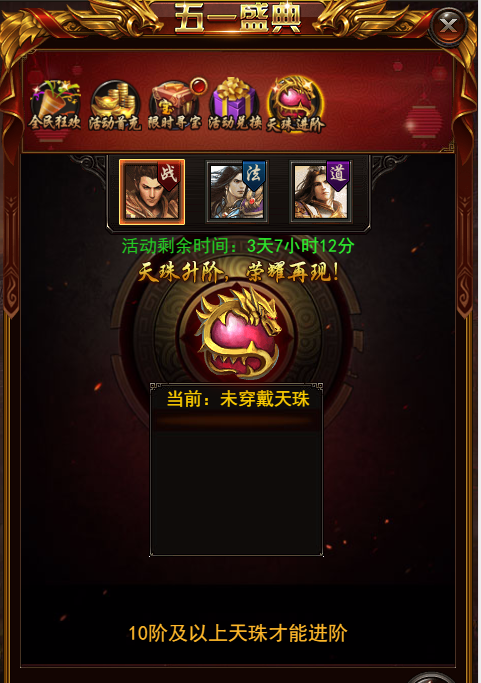 五一盛典
全民狂欢 活动首充 限时寻宝 活动兑换 天珠进阶
战 法 道
活动剩余时间：3天7小时12分
天珠升阶，荣耀再现！
当前：未穿戴天珠
10阶及以上天珠才能进阶